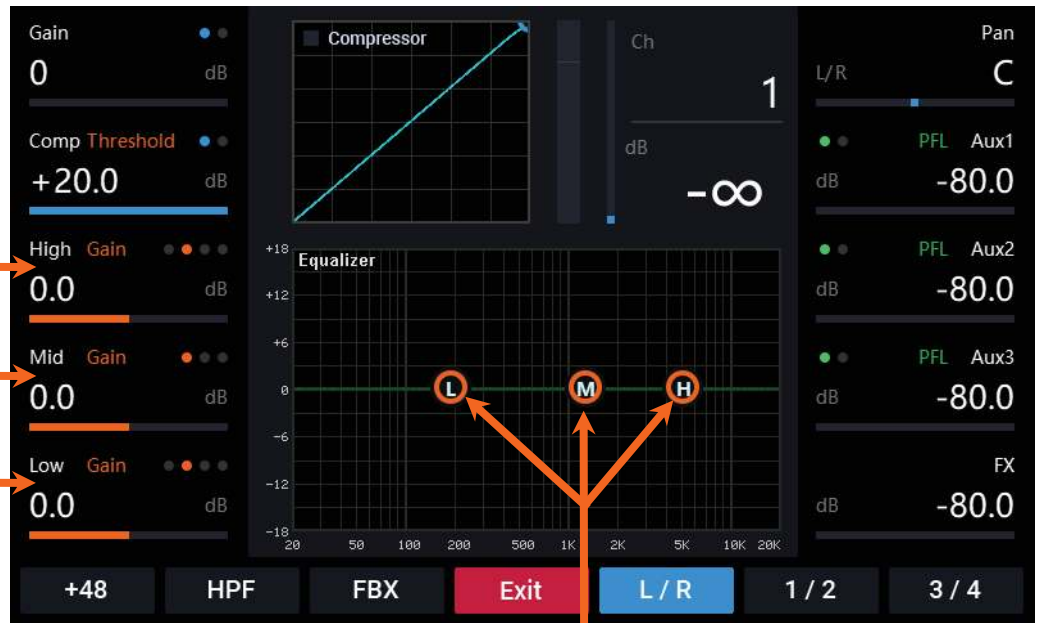 Gain
0 dB
Comp Threshold
+20.0 dB
High Gain
0.0 dB
Mid Gain
0.0 dB
Low Gain
0.0 dB
Compressor
Ch
1
dB
-∞
Equalizer
+18
+12
+6
0
-6
-12
-18
L M H
20 50 100 200 500 1K 2K 5K 10K 20K
Pan
L/R C
PFL Aux1
dB -80.0
PFL Aux2
dB -80.0
PFL Aux3
dB -80.0
FX
dB -80.0
+48 HPF FBX Exit L / R 1 / 2 3 / 4